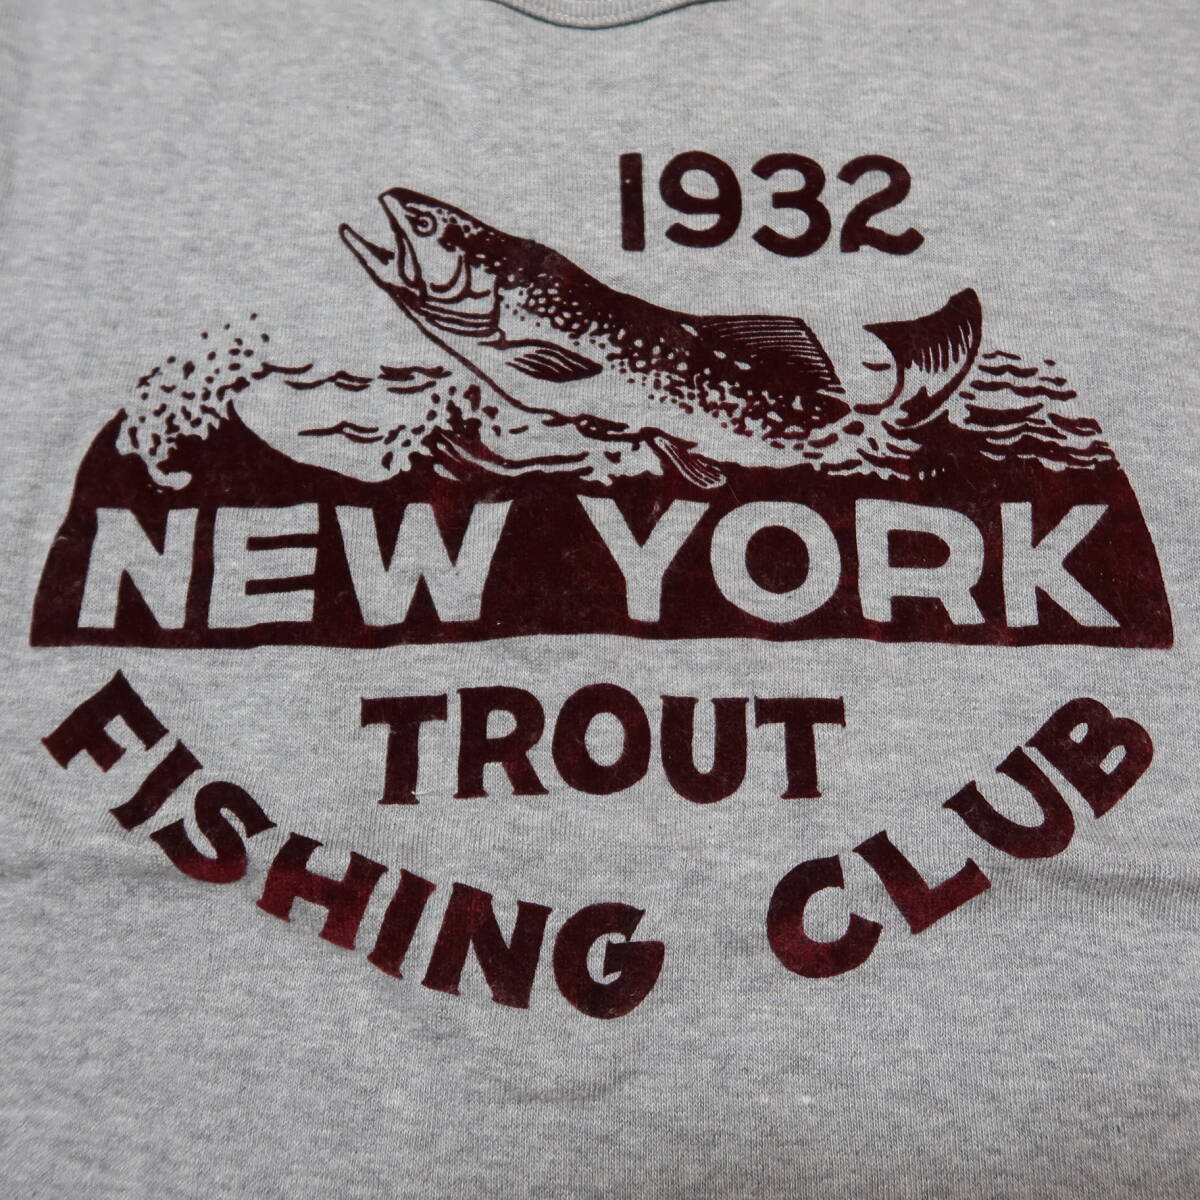 1932
NEW YORK
TROUT
FISHING CLUB